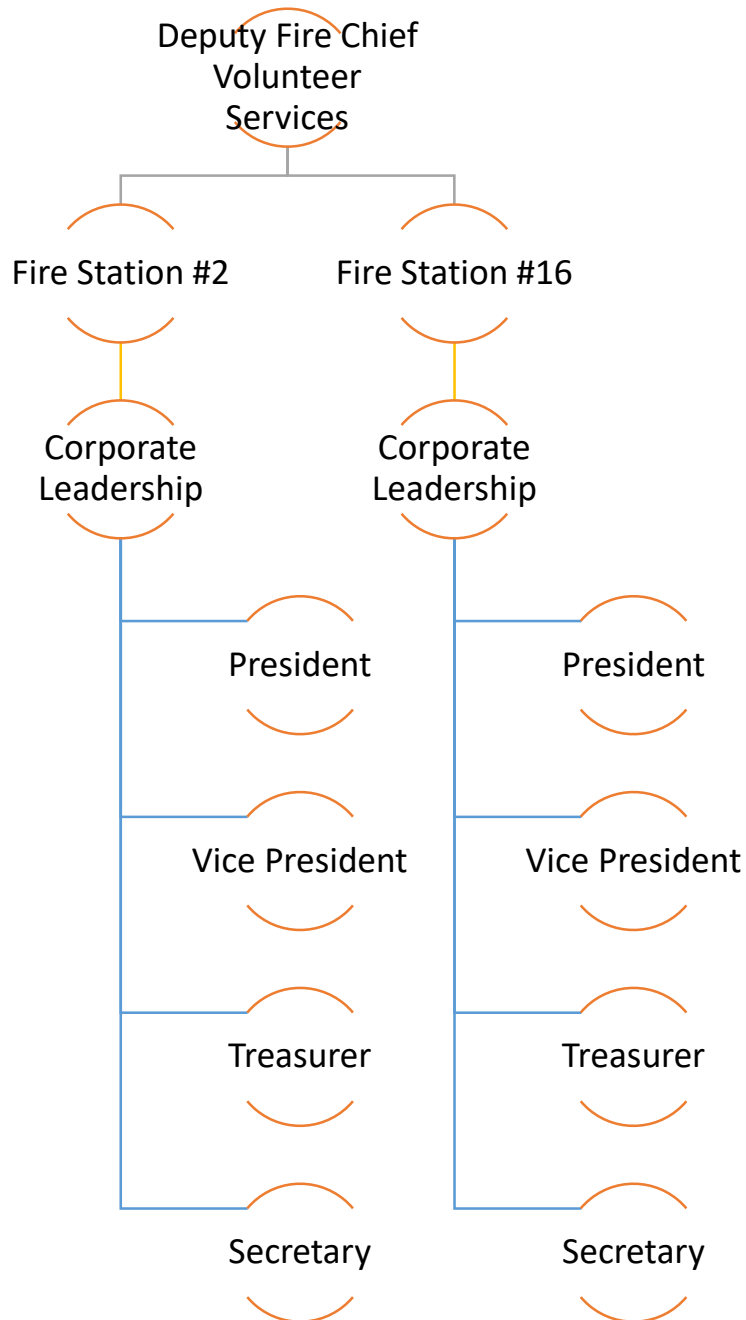 Deputy Fire Chief
Volunteer
Services
Fire Station #2
Fire Station #16
Corporate
Leadership
Corporate
Leadership
President
President
Vice President
Vice President
Treasurer
Treasurer
Secretary
Secretary